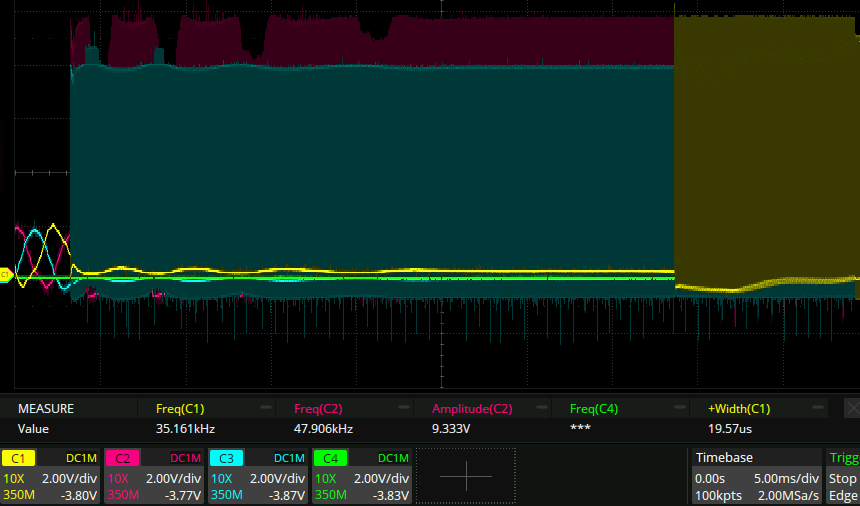 C1
MEASURE Freq(C1) Freq(C2) Amplitude(C2) Freq(C4) +Width(C1)
Value 35.161kHz 47.906kHz 9.333V *** 19.57us
C1 DC1M C2 DC1M C3 DC1M C4 DC1M Timebase Trigg
10X 2.00V/div 10X 2.00V/div 10X 2.00V/div 10X 2.00V/div 0.00s 5.00ms/div Stop
350M -3.80V 350M -3.77V 350M -3.87V 350M -3.83V 100kpts 2.00MSa/s Edge